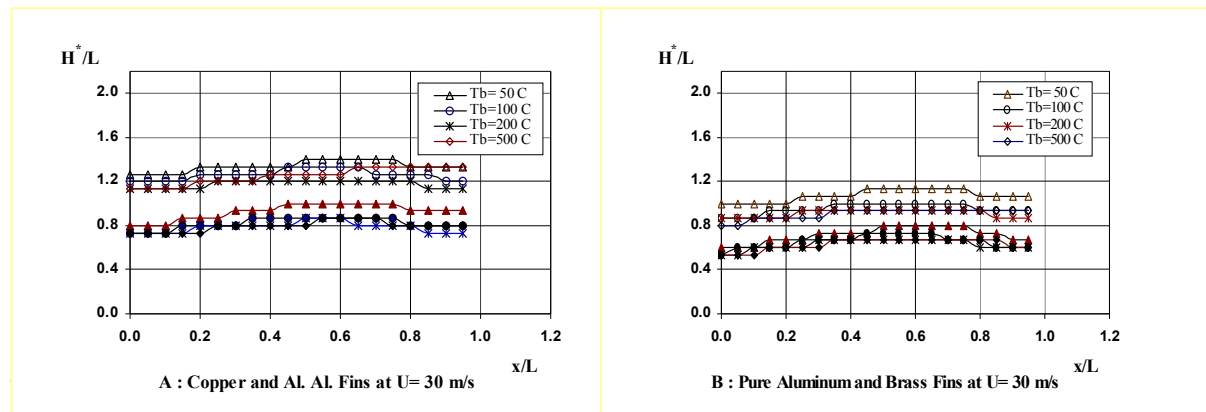 H*/L
2.0
1.6
1.2
0.8
0.4
0.0
0.0 0.2 0.4 0.6 0.8 1.0 1.2
x/L
Tb= 50 C
Tb=100 C
Tb=200 C
Tb=500 C
A : Copper and Al. Al. Fins at U= 30 m/s
H*/L
2.0
1.6
1.2
0.8
0.4
0.0
0.0 0.2 0.4 0.6 0.8 1.0 1.2
x/L
Tb= 50 C
Tb=100 C
Tb=200 C
Tb=500 C
B : Pure Aluminum and Brass Fins at U= 30 m/s